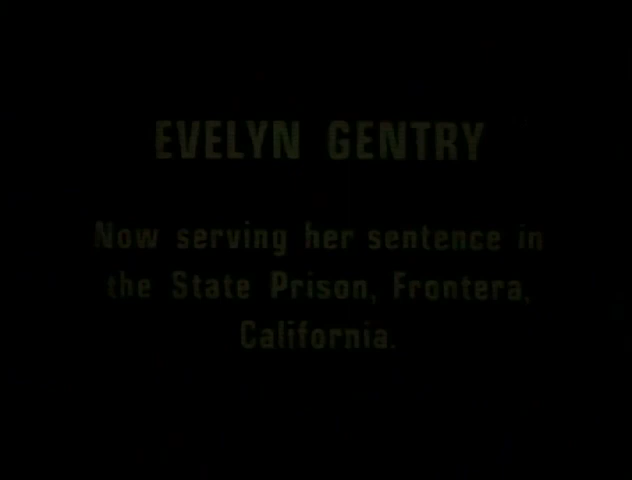 EVELYN GENTRY
Now serving her sentence in
the State Prison, Frontera,
California.